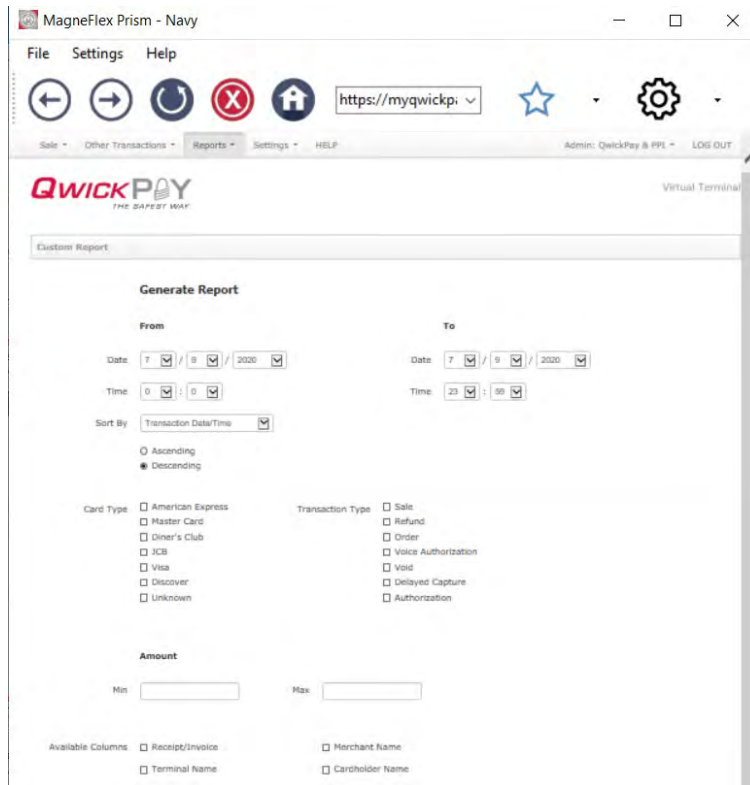 MagneFlex Prism - Navy
File Settings Help
https://myqwickpa
Sale Other Transactions Reports Settings HELP Admin: QwickPay & PPL LOG OUT
QWICKPAY
THE SAFEST WAY
Virtual Terminal
Custom Report
Generate Report
From To
Date 7 / 9 / 2020 Date 7 / 9 / 2020
Time 0 : 0 Time 23 :
Sort By Transaction Date/Time
Ascending
Descending
Card Type American Express Transaction Type Sale
Master Card Refund
Diner's Club Order
JCB Voice Authorization
Visa Void
Discover Delayed Capture
Unknown Authorization
Amount
Min Max
Available Columns Receipt/Invoice Merchant Name
Terminal Name Cardholder Name